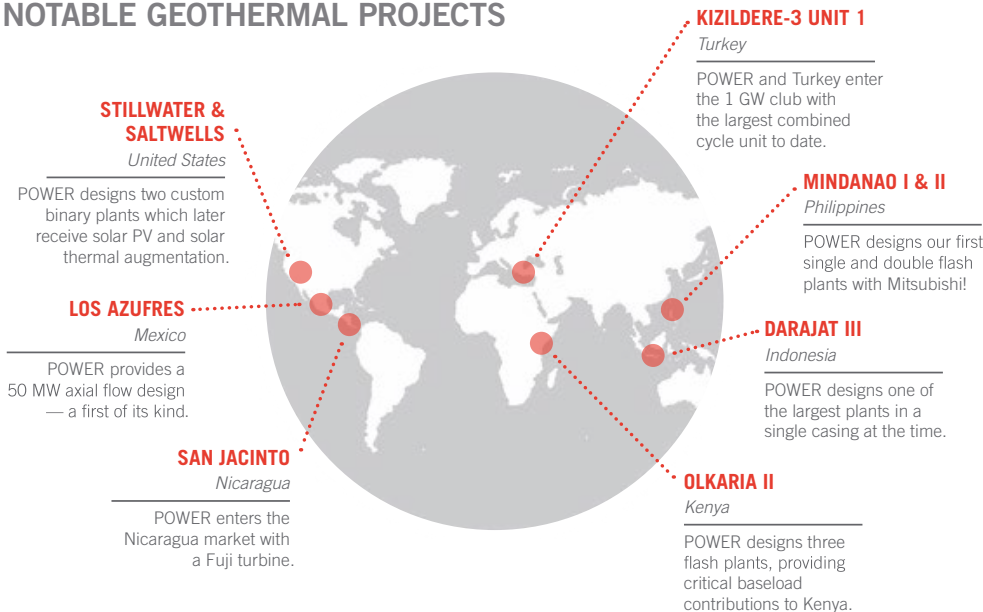 NOTABLE GEOTHERMAL PROJECTS
KIZILDERE-3 UNIT 1
Turkey
POWER and Turkey enter
the 1 GW club with
the largest combined
cycle unit to date.
STILLWATER &
SALTWELLS
United States
POWER designs two custom
binary plants which later
receive solar PV and solar
thermal augmentation.
MINDANAO I & II
Philippines
POWER designs our first
single and double flash
plants with Mitsubishi!
LOS AZUFRES
Mexico
POWER provides a
50 MW axial flow design
— a first of its kind.
DARAJAT III
Indonesia
POWER designs one of
the largest plants in a
single casing at the time.
SAN JACINTO
Nicaragua
POWER enters the
Nicaragua market with
a Fuji turbine.
OLKARIA II
Kenya
POWER designs three
flash plants, providing
critical baseload
contributions to Kenya.